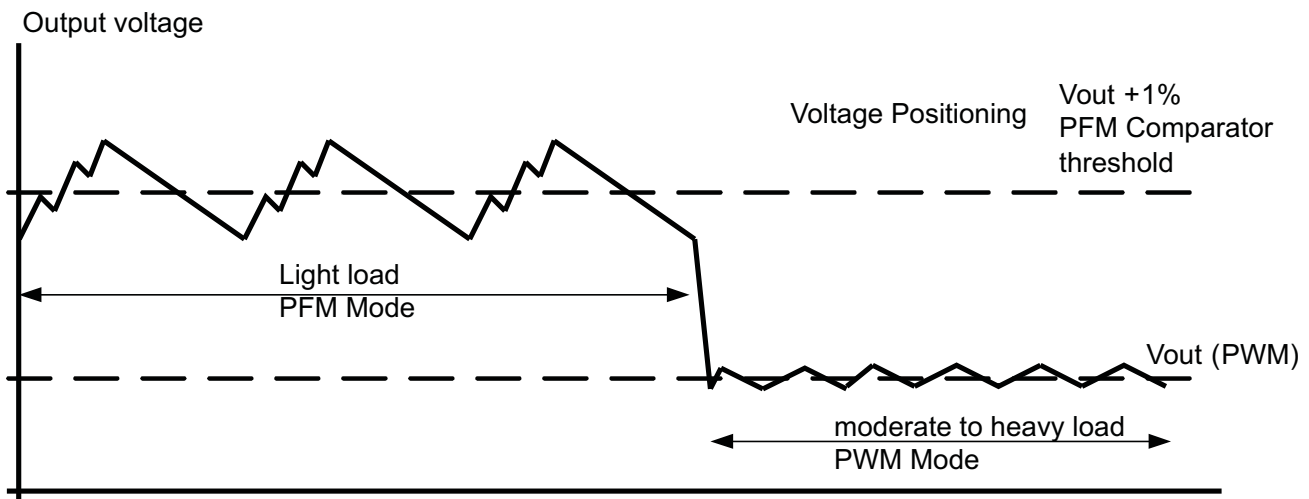 Output voltage
Voltage Positioning
Vout +1%
PFM Comparator
threshold
Light load
PFM Mode
Vout (PWM)
moderate to heavy load
PWM Mode